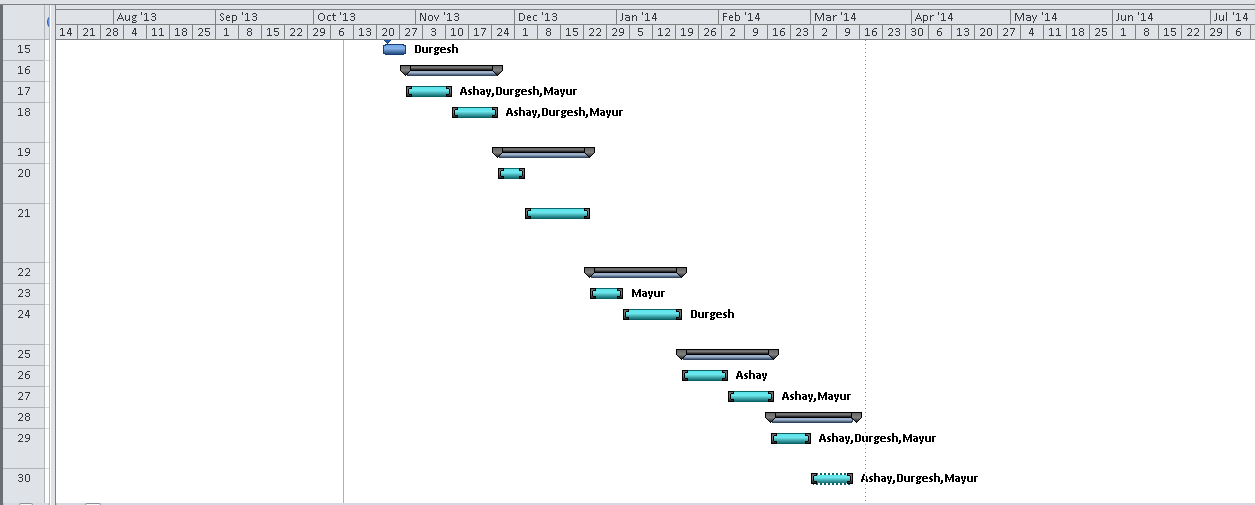 Aug '13 Sep '13 Oct '13 Nov '13 Dec '13 Jan '14 Feb '14 Mar '14 Apr '14 May '14 Jun '14 Jul '14
14 21 28 4 11 18 25 1 8 15 22 29 6 13 20 27 3 10 17 24 1 8 15 22 29 5 12 19 26 2 9 16 23 2 9 16 23 30 6 13 20 27 4 11 18 25 1 8 15 22 29 6
15 Durgesh
16
17 Ashay,Durgesh,Mayur
18 Ashay,Durgesh,Mayur
19
20
21
22
23 Mayur
24 Durgesh
25
26 Ashay
27 Ashay,Mayur
28
29 Ashay,Durgesh,Mayur
30 Ashay,Durgesh,Mayur